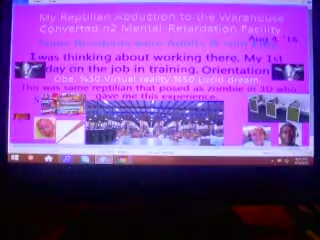 My Reptilian Abduction to the Warehouse
Converted n2 Mental Retardation Facility
Aug 4, '16
I was thinking about working there. My 1st
day on the job in training. Orientation
Obe. %30.Virtual reality %50 Lucid dream.
This was same reptilian that posed as zombie in 3D who
gave me this experience.